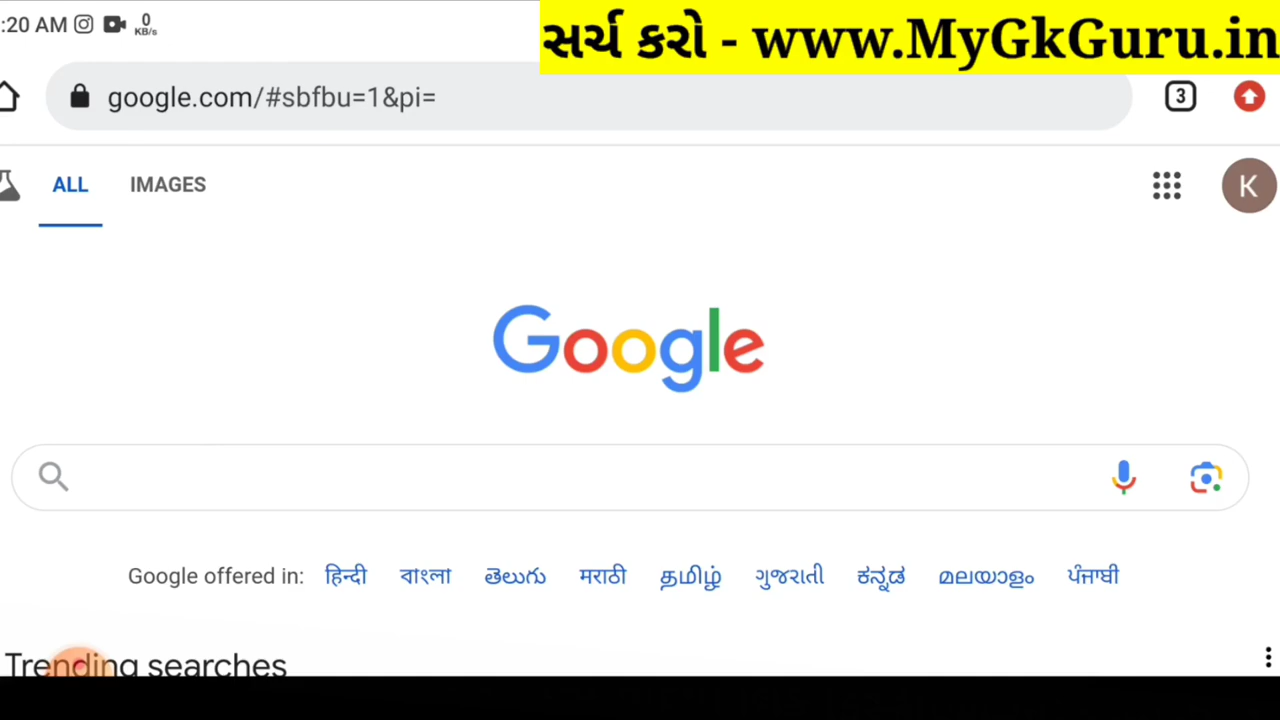 :20 AM 0 KB/s
સર્ચ કરો - www.MyGkGuru.in
google.com/#sbfbu=1&pi=
3
ALL IMAGES
K
Google
Google offered in: हिन्दी বাংলা తెలుగు मराठी தமிழ் ગુજરાતી ಕನ್ನಡ മലയാളം ਪੰਜਾਬੀ
Trending searches